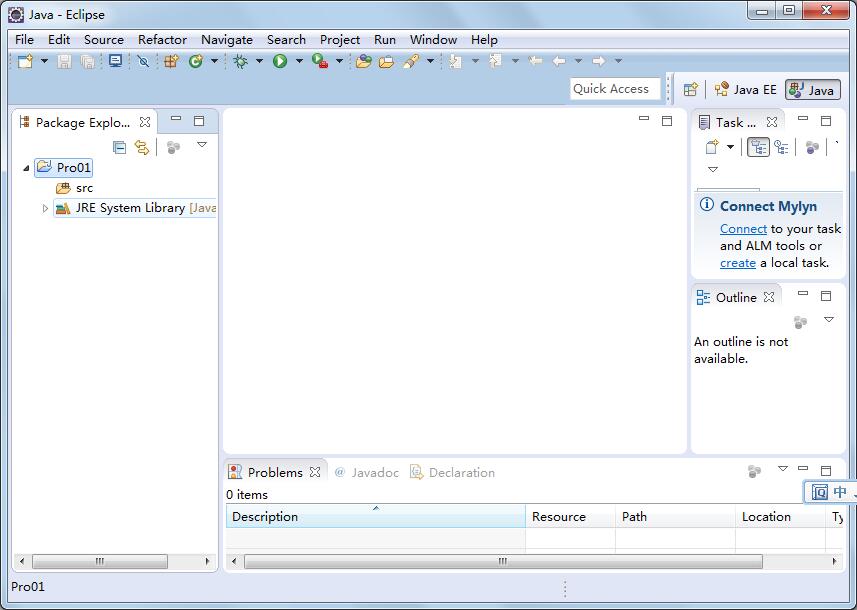 Java - Eclipse
File Edit Source Refactor Navigate Search Project Run Window Help
Quick Access
Java EE
Java
Package Explo...
Pro01
src
JRE System Library [Java
Task ...
Connect Mylyn
Connect to your task
and ALM tools or
create a local task.
Outline
An outline is not
available.
Problems @ Javadoc Declaration
0 items
Description Resource Path Location Ty
中
Pro01